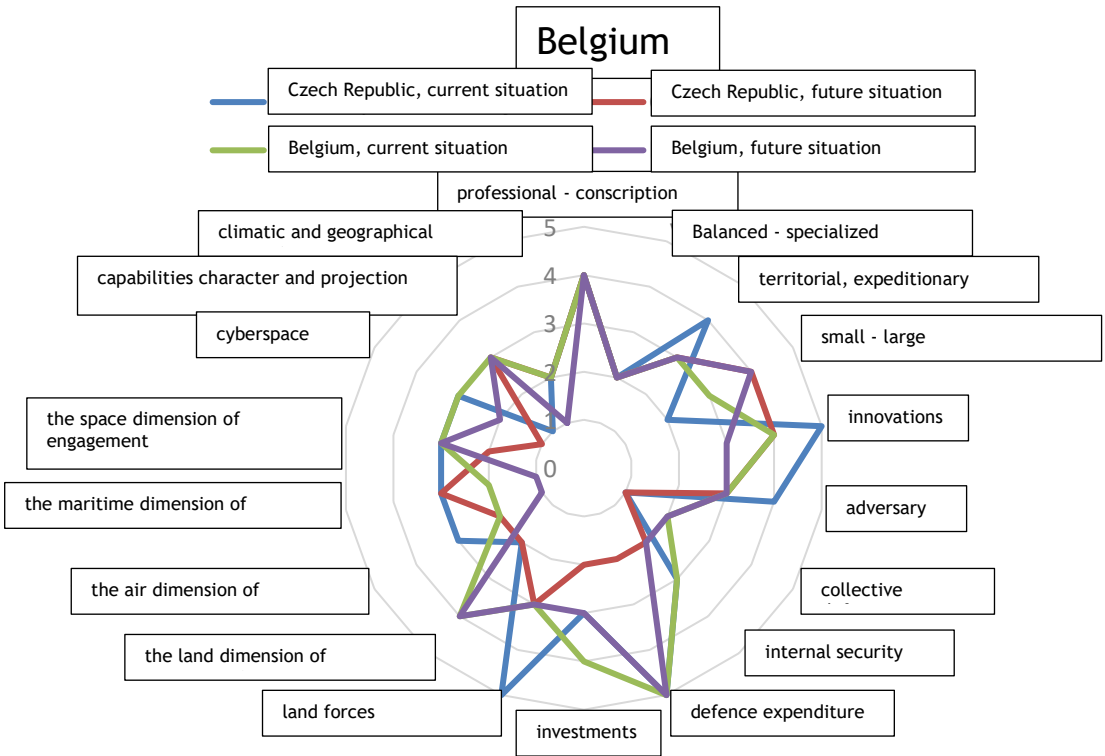 Belgium
Czech Republic, current situation
Czech Republic, future situation
Belgium, current situation
Belgium, future situation
professional - conscription
climatic and geographical
Balanced - specialized
capabilities character and projection
territorial, expeditionary
cyberspace
small - large
the space dimension of
engagement
innovations
the maritime dimension of
adversary
the air dimension of
collective
the land dimension of
internal security
land forces
defence expenditure
investments
5
4
3
2
1
0